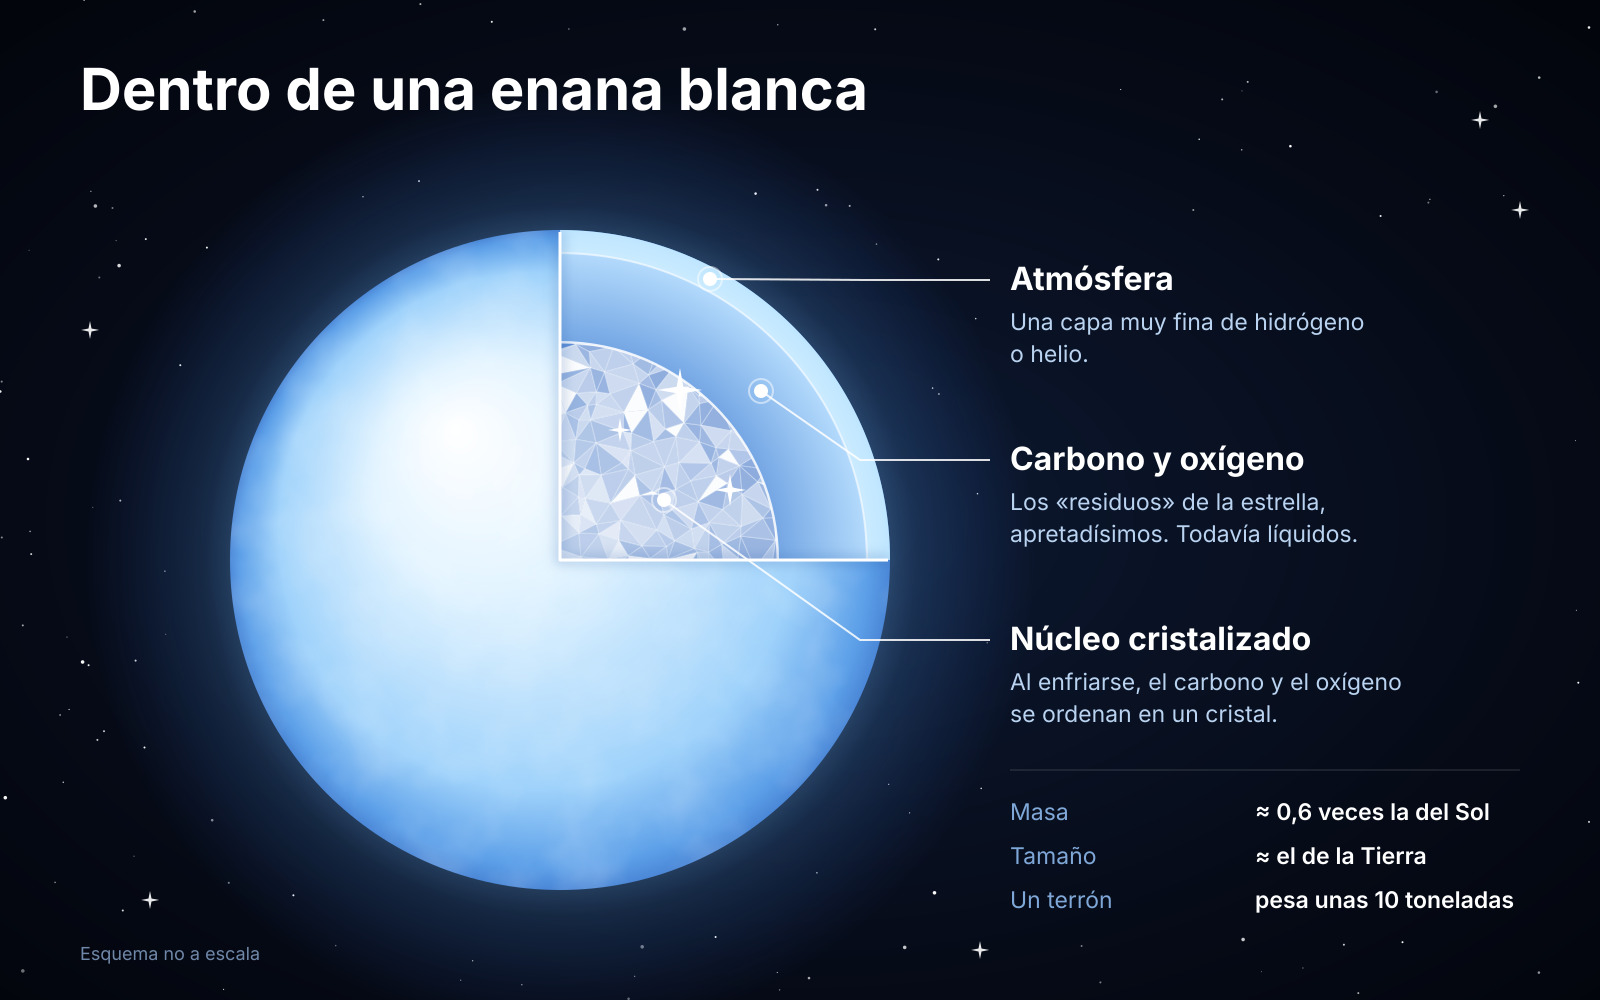 Dentro de una enana blanca
Atmósfera
Una capa muy fina de hidrógeno
o helio.
Carbono y oxígeno
Los «residuos» de la estrella,
apretadísimos. Todavía líquidos.
Núcleo cristalizado
Al enfriarse, el carbono y el oxígeno
se ordenan en un cristal.
Masa ≈ 0,6 veces la del Sol
Tamaño ≈ el de la Tierra
Un terrón pesa unas 10 toneladas
Esquema no a escala